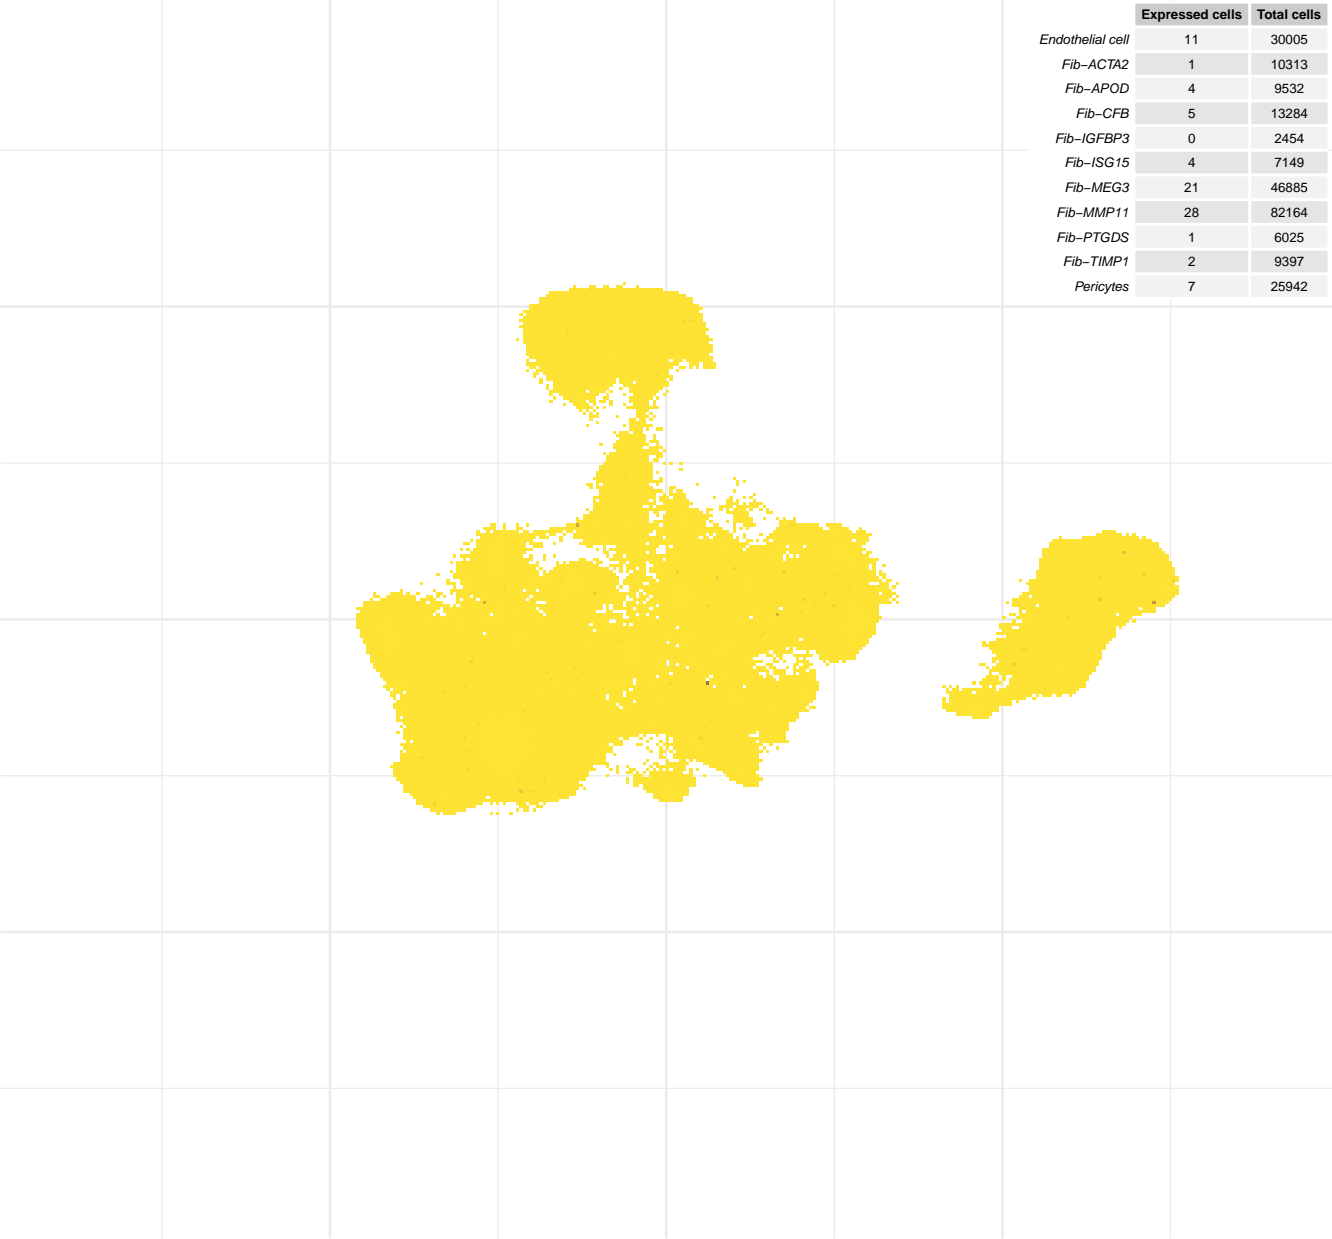 Expressed cells Total cells
Endothelial cell 11 30005
Fib−ACTA2 1 10313
Fib−APOD 4 9532
Fib−CFB 5 13284
Fib−IGFBP3 0 2454
Fib−ISG15 4 7149
Fib−MEG3 21 46885
Fib−MMP11 28 82164
Fib−PTGDS 1 6025
Fib−TIMP1 2 9397
Pericytes 7 25942